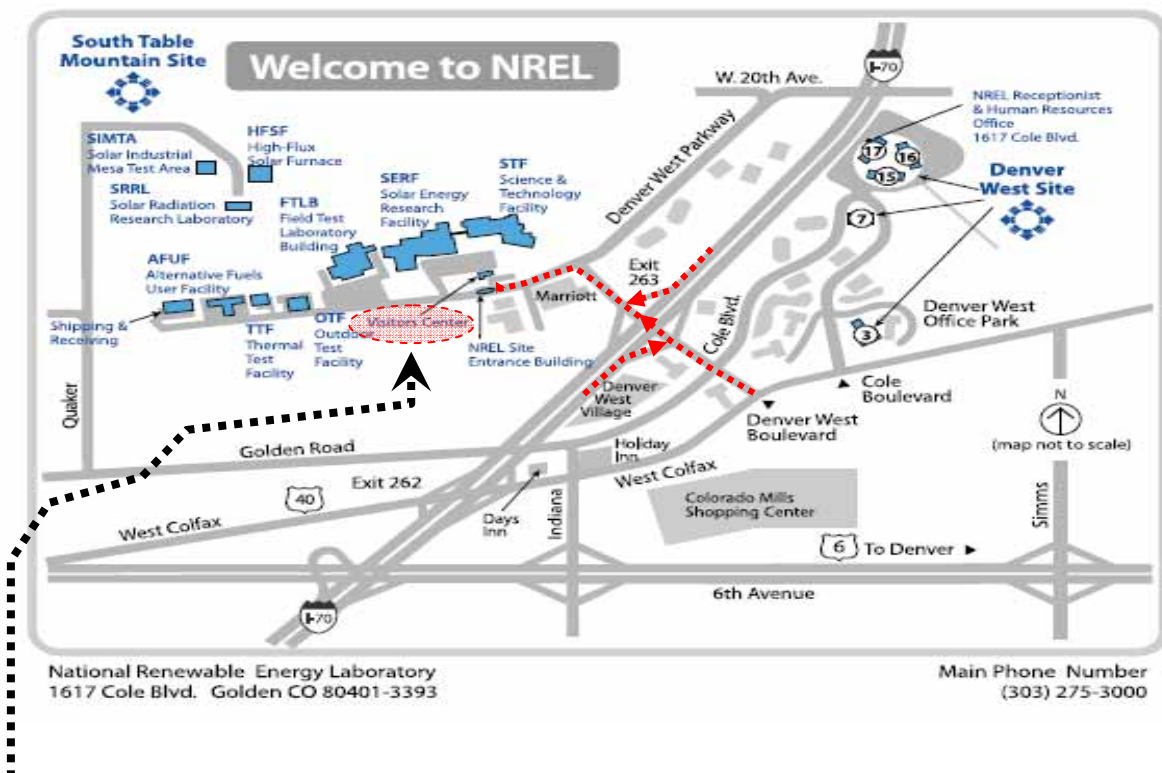 South Table
Mountain Site
Welcome to NREL
W. 20th Ave.
I-70
NREL Receptionist
& Human Resources
Office
1617 Cole Blvd.
Denver
West Site
17
16
15
7
3
SIMTA
Solar Industrial
Mesa Test Area
HFSF
High-Flux
Solar Furnace
SRRL
Solar Radiation
Research Laboratory
FTLB
Field Test
Laboratory
Building
SERF
Solar Energy
Research
Facility
STF
Science &
Technology
Facility
Denver West Parkway
AFUF
Alternative Fuels
User Facility
Shipping &
Receiving
TTF
Thermal
Test
Facility
OTF
Outdoor
Test
Facility
Visitors Center
NREL Site
Entrance Building
Marriott
Exit
263
Cole Blvd.
Denver West
Office Park
Denver
West
Village
Cole
Boulevard
Denver West
Boulevard
N
(map not to scale)
Quaker
Golden Road
Holiday
Inn
West Colfax
Exit 262
40
West Colfax
Days
Inn
Indiana
Colorado Mills
Shopping Center
Simms
6 To Denver
6th Avenue
I-70
National Renewable Energy Laboratory
1617 Cole Blvd. Golden CO 80401-3393
Main Phone Number
(303) 275-3000